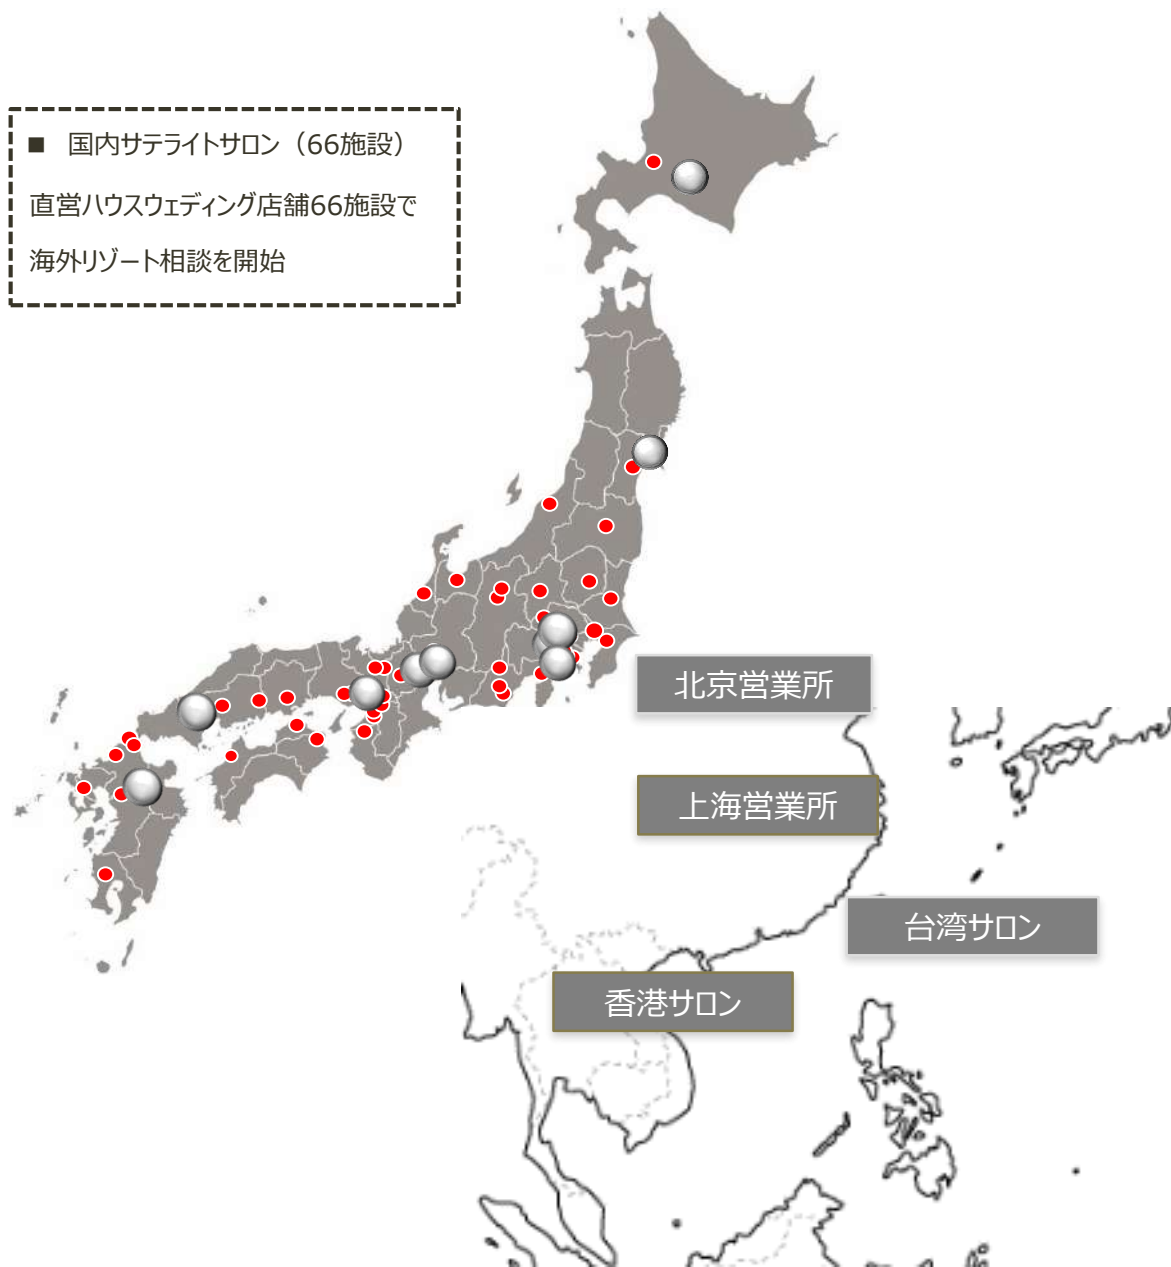 ■ 国内サテライトサロン（66施設）
直営ハウスウェディング店舗66施設で
海外リゾート相談を開始
北京営業所
上海営業所
台湾サロン
香港サロン